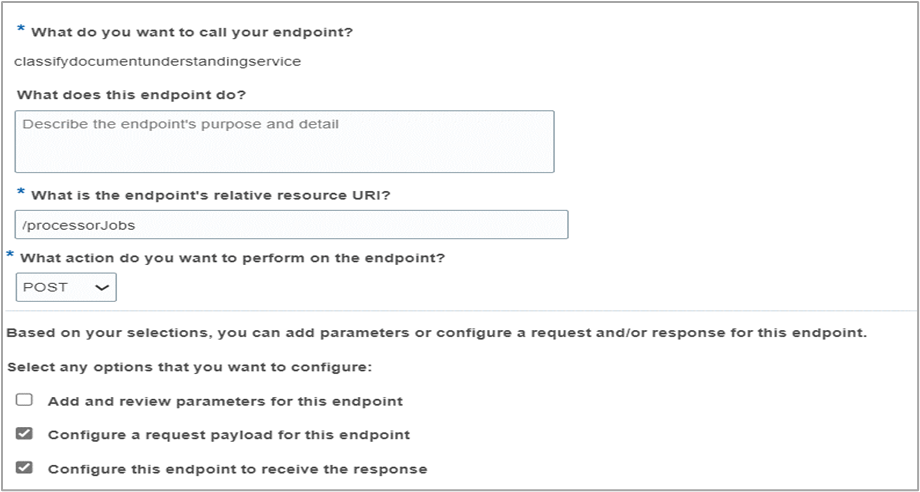 * What do you want to call your endpoint?
classifydocumentunderstandingservice
What does this endpoint do?
Describe the endpoint's purpose and detail
* What is the endpoint's relative resource URI?
/processorJobs
* What action do you want to perform on the endpoint?
POST
Based on your selections, you can add parameters or configure a request and/or response for this endpoint.
Select any options that you want to configure:
Add and review parameters for this endpoint
Configure a request payload for this endpoint
Configure this endpoint to receive the response